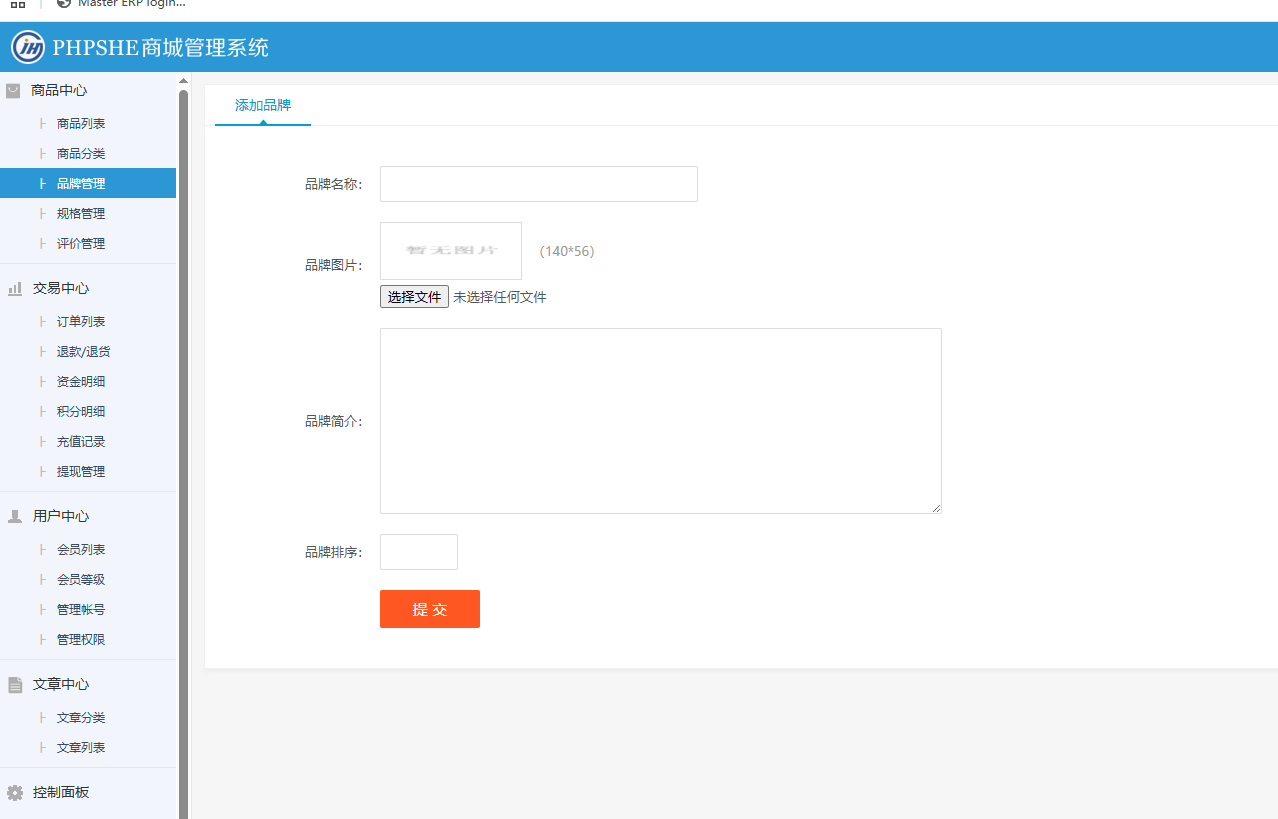 Master ERP login...
PHPSHE商城管理系统
商品中心
商品列表
商品分类
品牌管理
规格管理
评价管理
交易中心
订单列表
退款/退货
资金明细
积分明细
充值记录
提现管理
用户中心
会员列表
会员等级
管理帐号
管理权限
文章中心
文章分类
文章列表
控制面板
添加品牌
品牌名称:
品牌图片:
暂无图片
(140*56)
选择文件 未选择任何文件
品牌简介:
品牌排序:
提 交